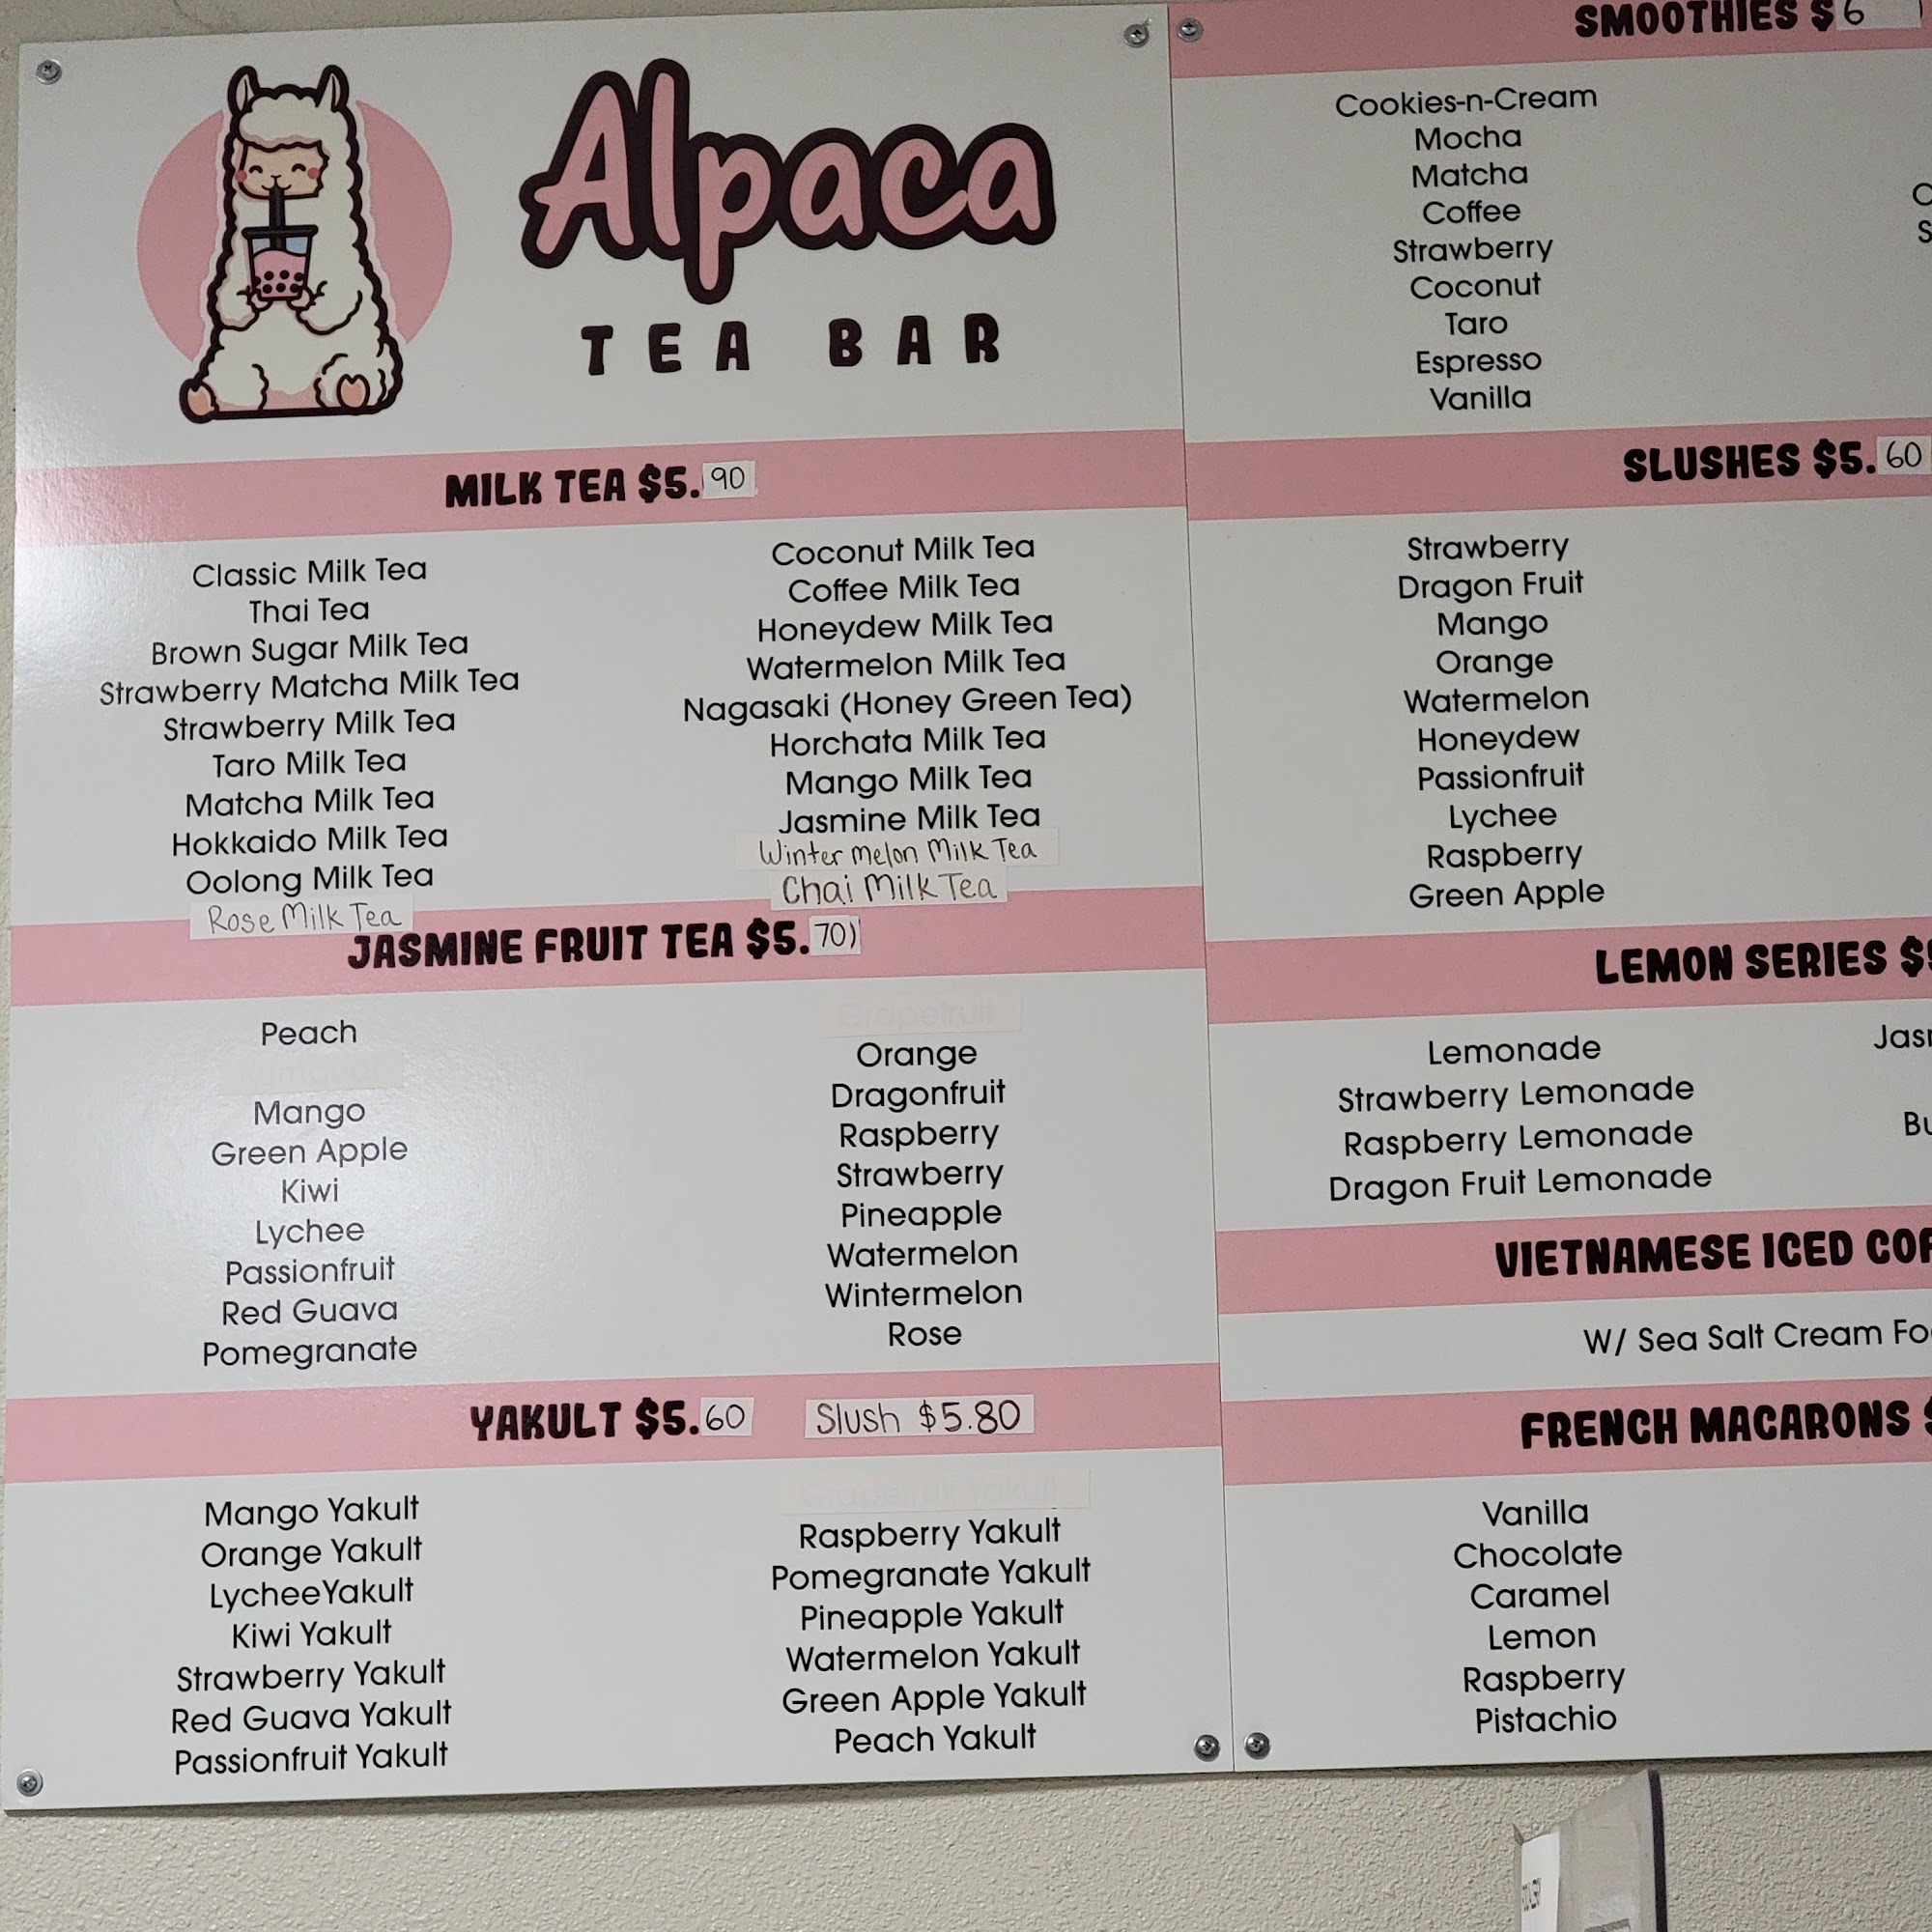 Alpaca
TEA BAR
MILK TEA $5.90
Classic Milk Tea
Thai Tea
Brown Sugar Milk Tea
Strawberry Matcha Milk Tea
Strawberry Milk Tea
Taro Milk Tea
Matcha Milk Tea
Hokkaido Milk Tea
Oolong Milk Tea
Rose Milk Tea
Coconut Milk Tea
Coffee Milk Tea
Honeydew Milk Tea
Watermelon Milk Tea
Nagasaki (Honey Green Tea)
Horchata Milk Tea
Mango Milk Tea
Jasmine Milk Tea
Winter melon Milk Tea
Chai Milk Tea
JASMINE FRUIT TEA $5.70)
Peach
Mango
Green Apple
Kiwi
Lychee
Passionfruit
Red Guava
Pomegranate
Grapefruit
Orange
Dragonfruit
Raspberry
Strawberry
Pineapple
Watermelon
Wintermelon
Rose
YAKULT $5.60 Slush $5.80
Mango Yakult
Orange Yakult
LycheeYakult
Kiwi Yakult
Strawberry Yakult
Red Guava Yakult
Passionfruit Yakult
Grapefruit Yakult
Raspberry Yakult
Pomegranate Yakult
Pineapple Yakult
Watermelon Yakult
Green Apple Yakult
Peach Yakult
SMOOTHIES $6
Cookies-n-Cream
Mocha
Matcha
Coffee
Strawberry
Coconut
Taro
Espresso
Vanilla
SLUSHES $5.60
Strawberry
Dragon Fruit
Mango
Orange
Watermelon
Honeydew
Passionfruit
Lychee
Raspberry
Green Apple
LEMON SERIES
Lemonade
Strawberry Lemonade
Raspberry Lemonade
Dragon Fruit Lemonade
VIETNAMESE ICED
W/ Sea Salt Cream
FRENCH MACARONS
Vanilla
Chocolate
Caramel
Lemon
Raspberry
Pistachio